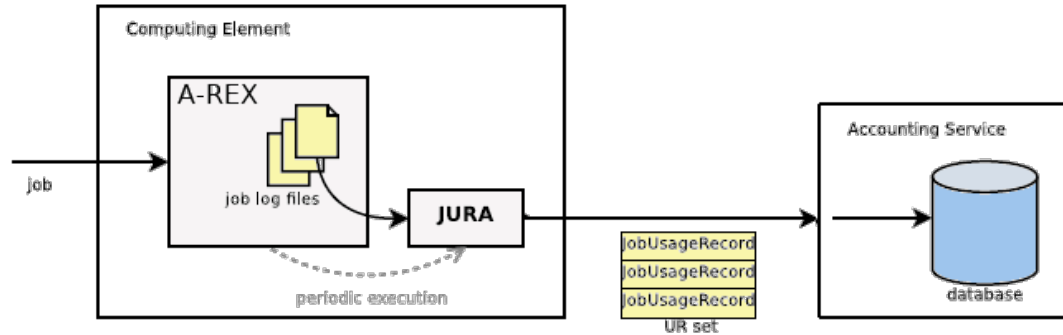 Computing Element
A-REX
job log files
job
JURA
periodic execution
JobUsageRecord
JobUsageRecord
JobUsageRecord
UR set
Accounting Service
database